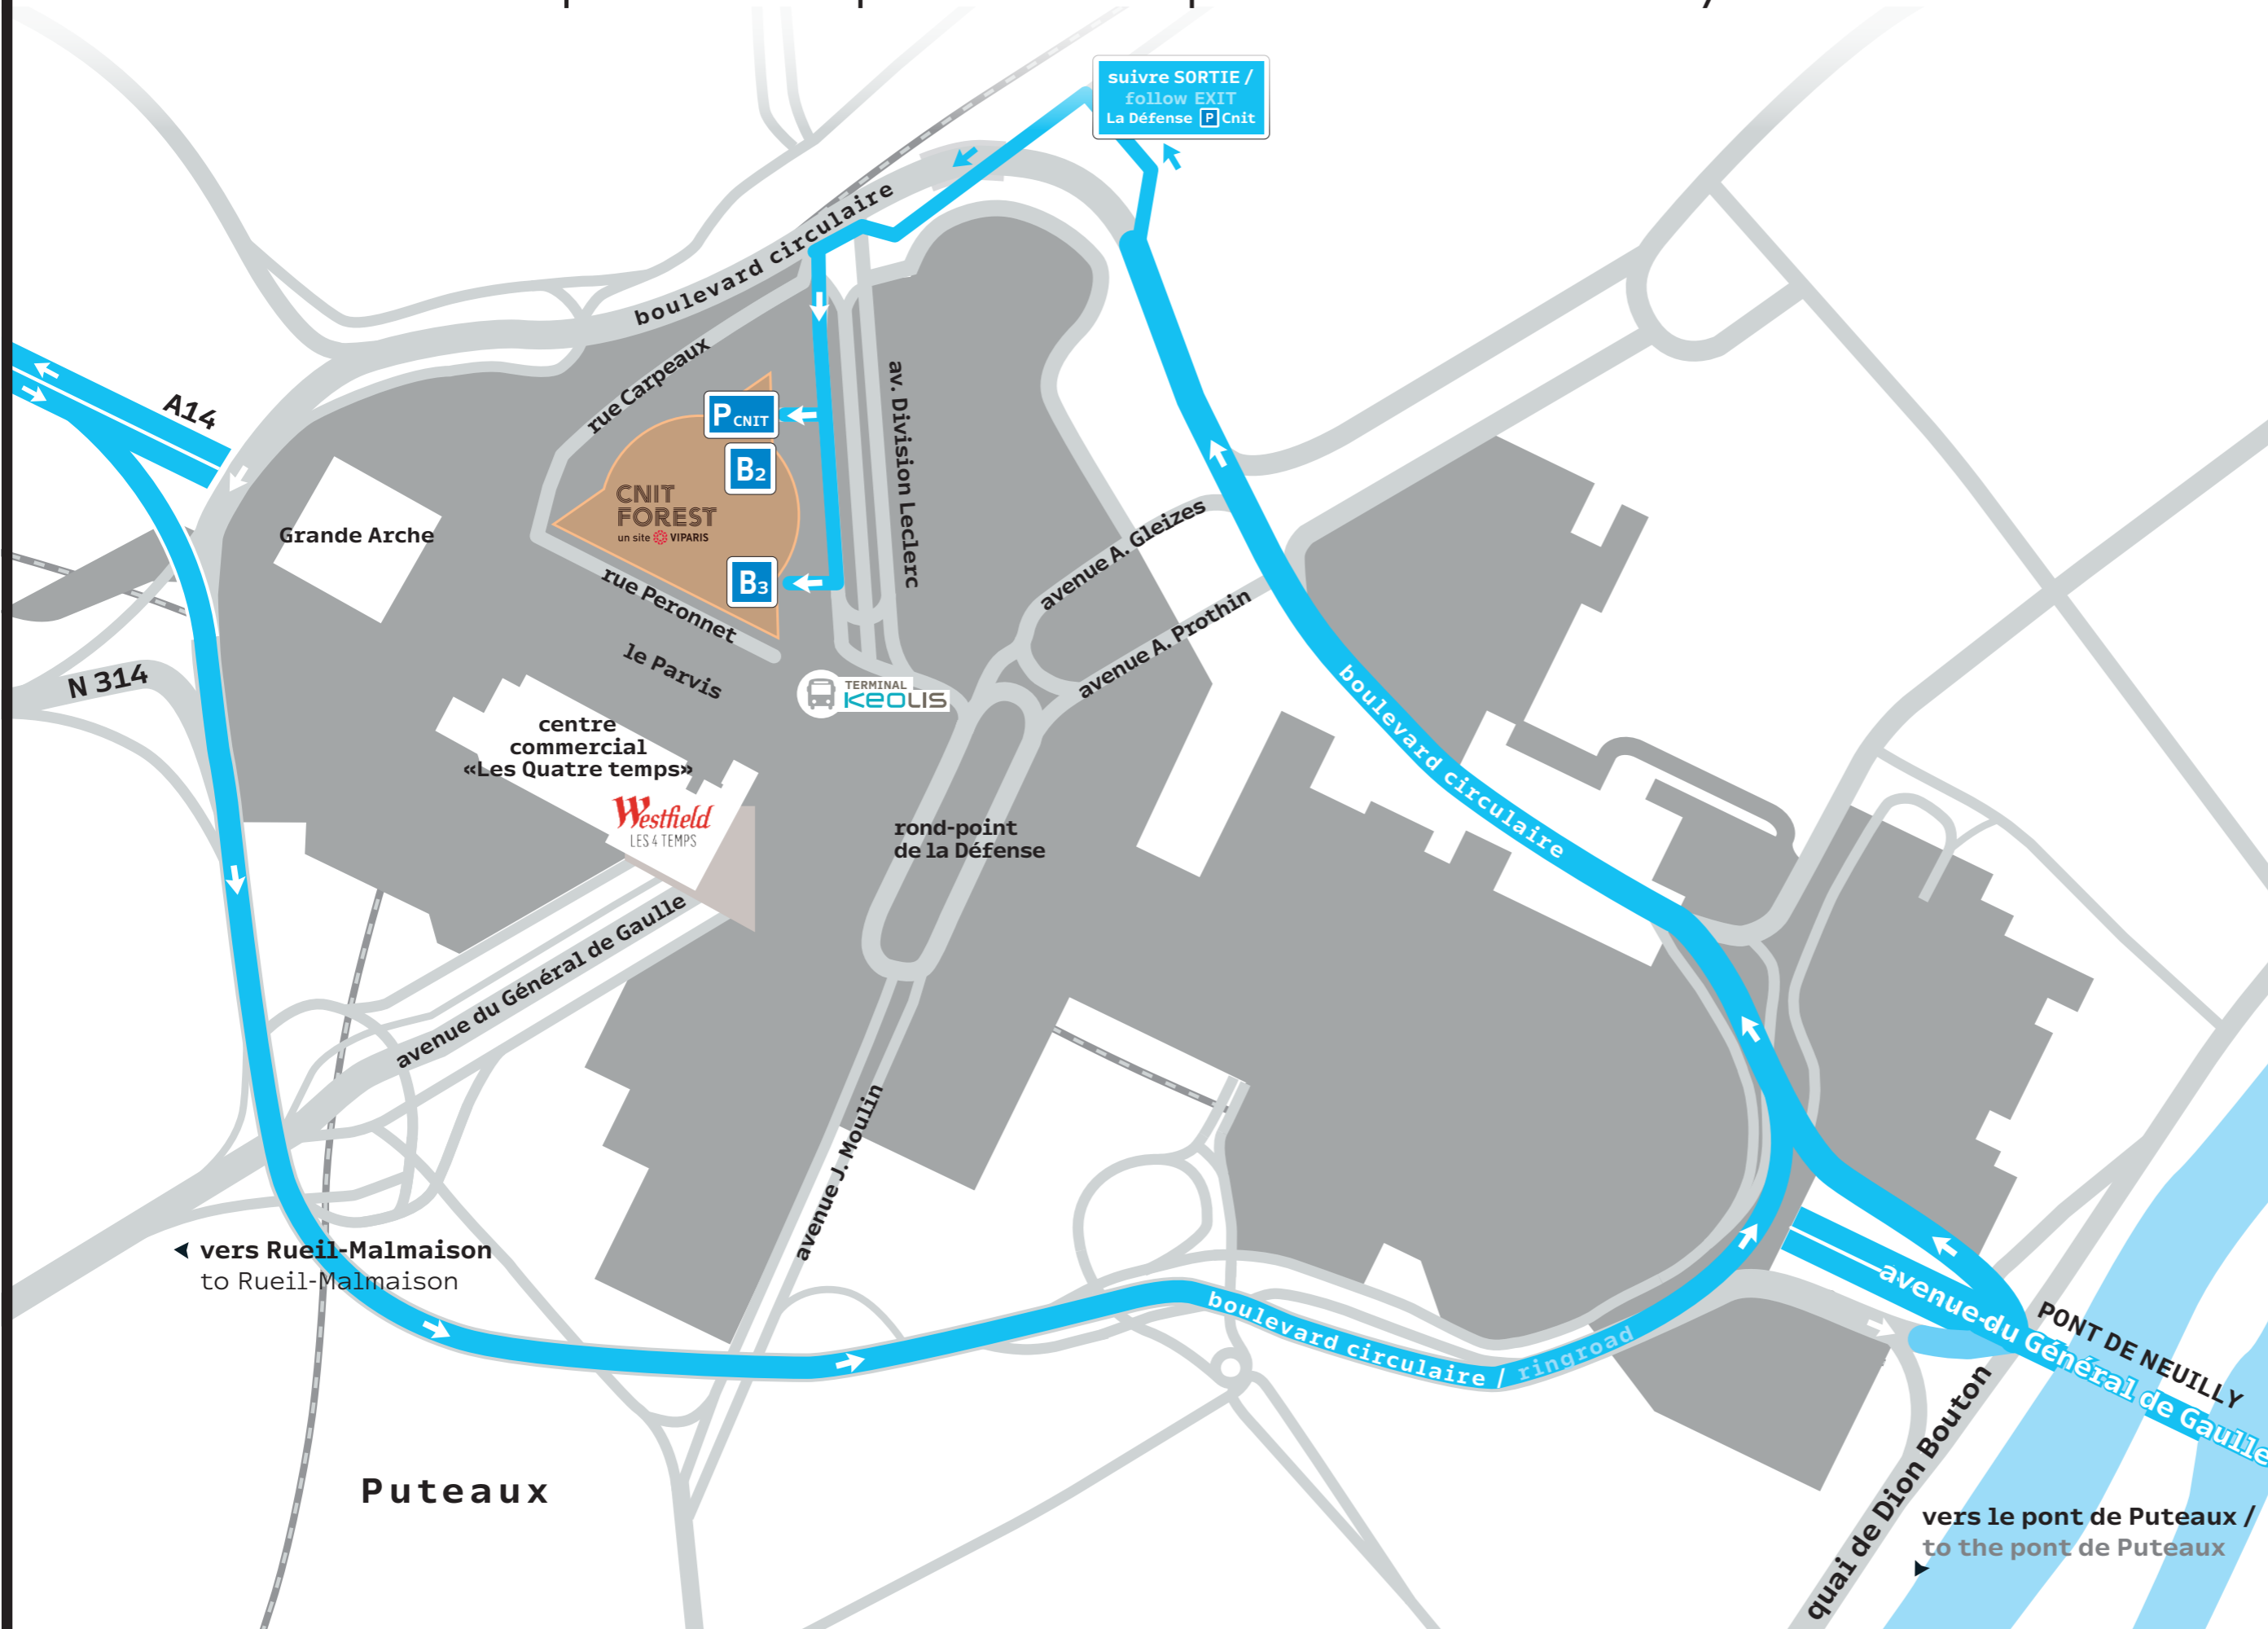 suivre SORTIE /
follow EXIT
La Défense P Cnit
boulevard circulaire
rue Carpeaux
A14
P CNIT
B2
av. Division Leclerc
CNIT
FOREST
un site VIPARIS
Grande Arche
avenue A. Gleizes
B3
rue Peronnet
avenue A. Prothin
le Parvis
N 314
TERMINAL
KEOLIS
boulevard circulaire
centre
commercial
«Les Quatre temps»
Westfield
LES 4 TEMPS
rond-point
de la Défense
avenue du Général de Gaulle
avenue J. Moulin
vers Rueil-Malmaison
to Rueil-Malmaison
boulevard circulaire / ringroad
avenue du Général de Gaulle
PONT DE NEUILLY
quai de Dion Bouton
Puteaux
vers le pont de Puteaux /
to the pont de Puteaux